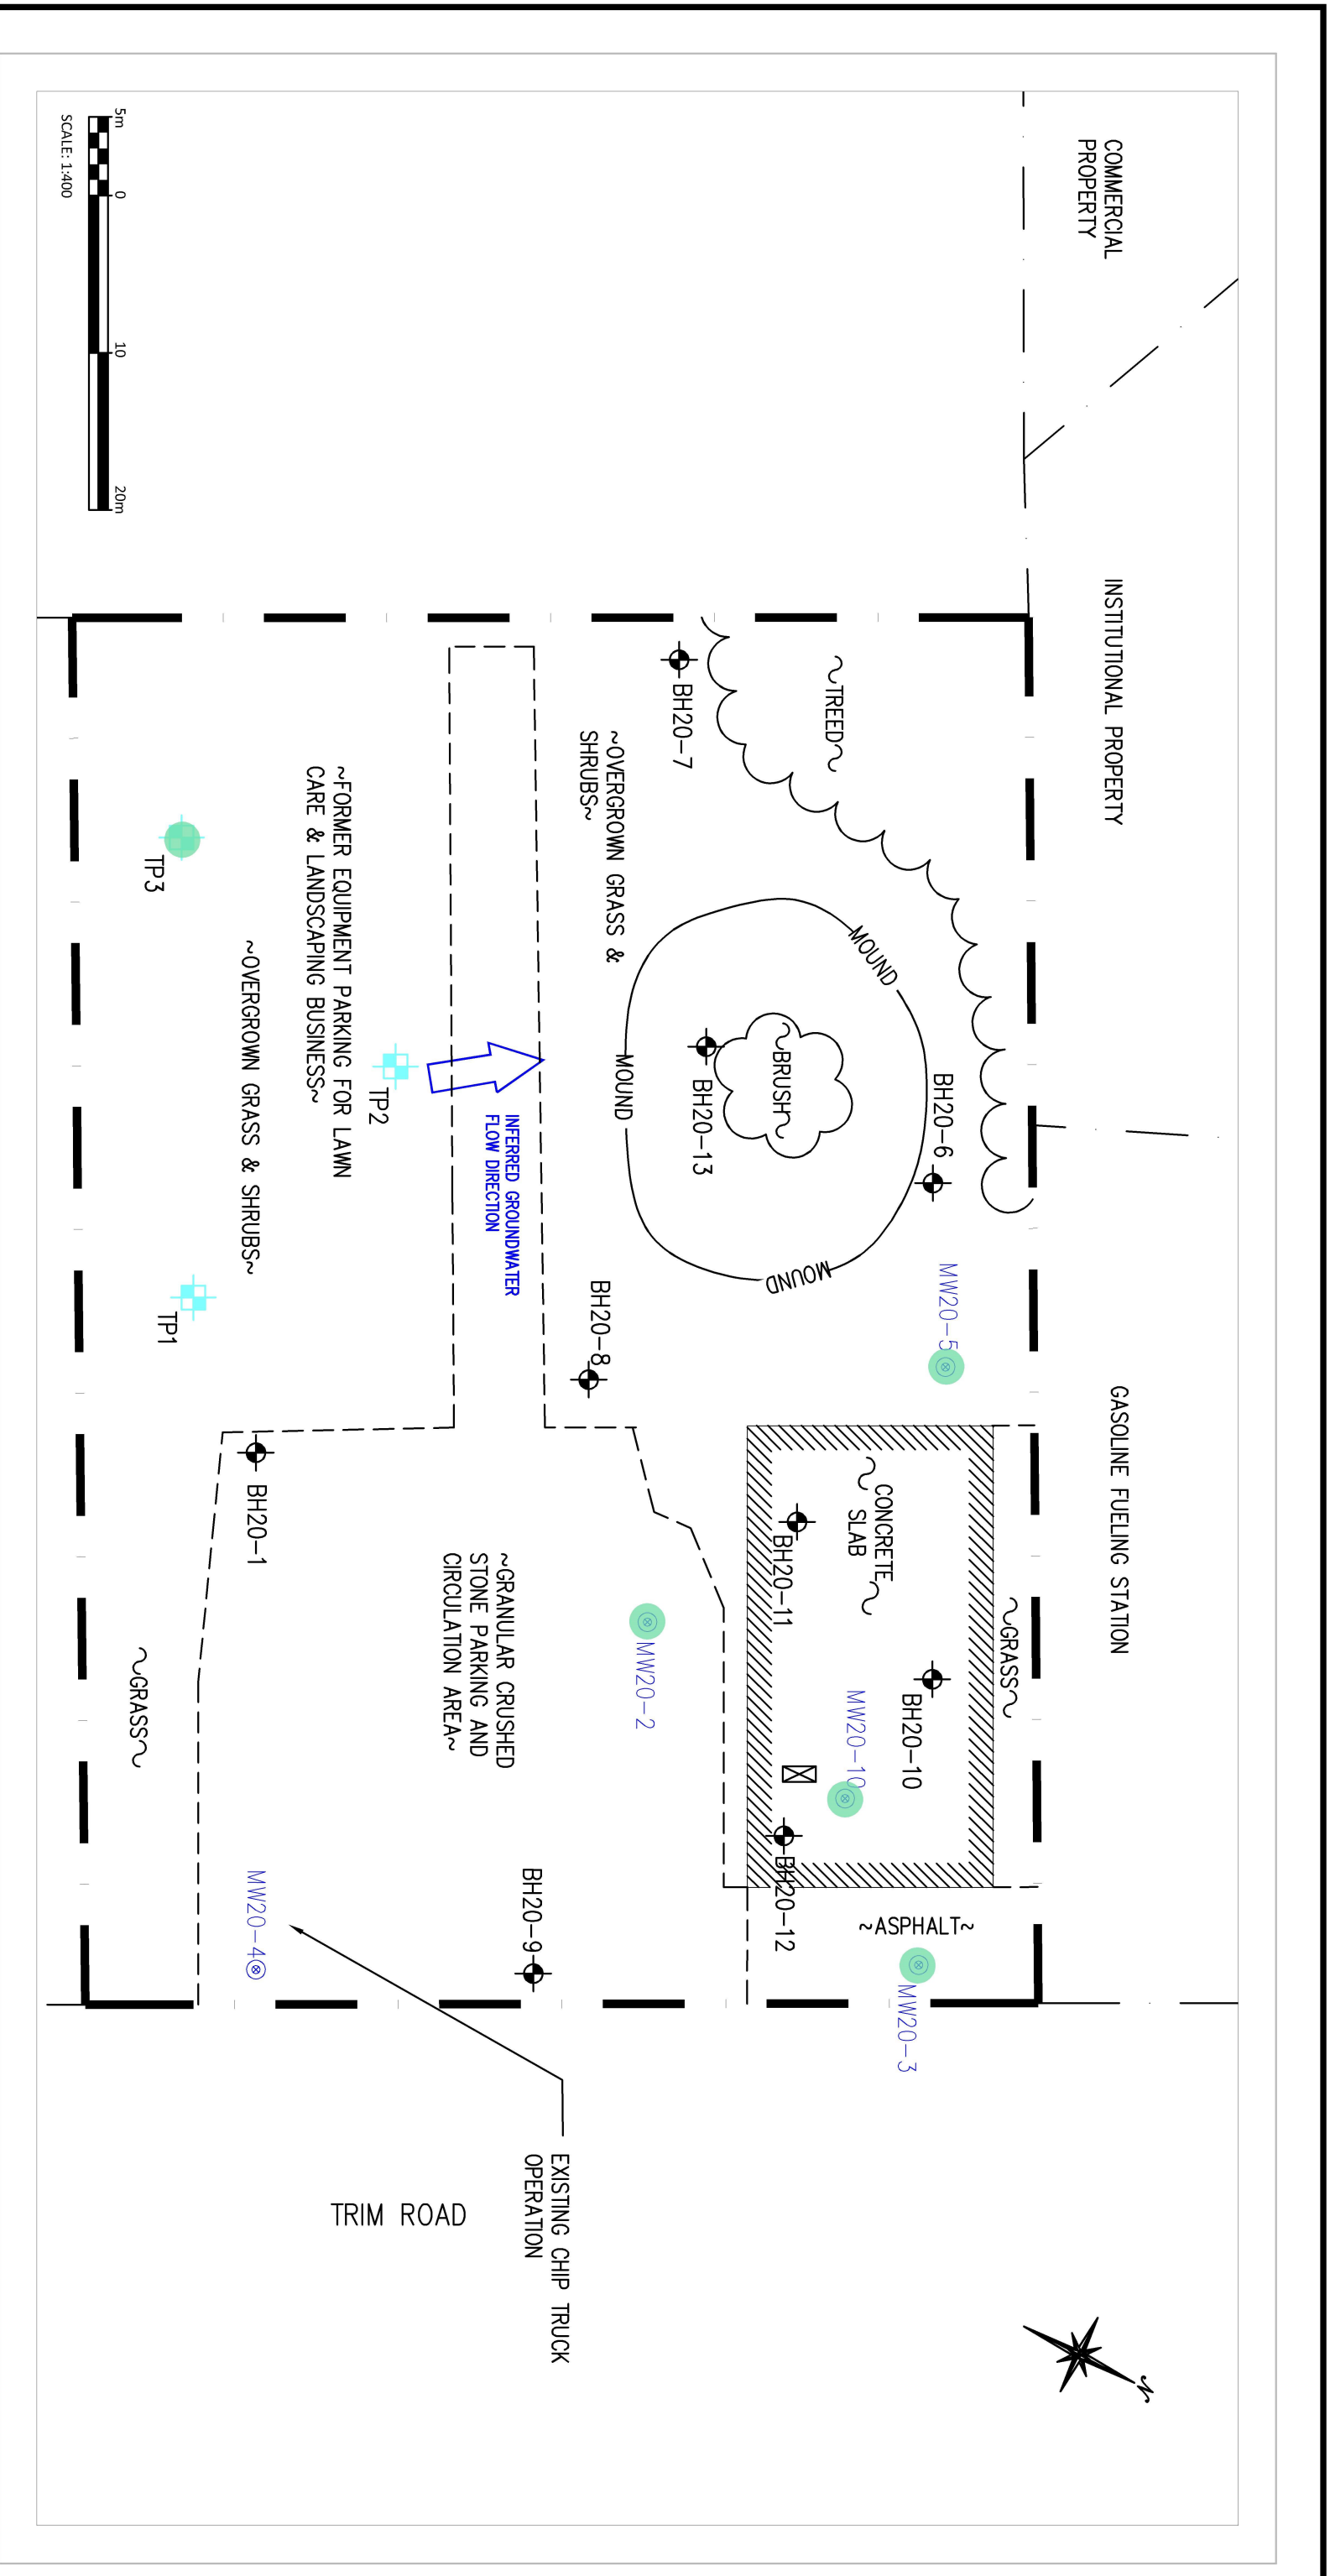 COMMERCIAL
PROPERTY
INSTITUTIONAL PROPERTY
GASOLINE FUELING STATION
~TREED~
BH20-7
~OVERGROWN GRASS &
SHRUBS~
MOUND
MOUND
MOUND
~BRUSH~
BH20-13
BH20-6
MW20-5
BH20-8
~GRASS~
~CONCRETE
SLAB~
BH20-11
BH20-10
MW20-10
BH20-12
~ASPHALT~
MW20-3
MW20-2
~GRANULAR CRUSHED
STONE PARKING AND
CIRCULATION AREA~
BH20-9
INFERRED GROUNDWATER
FLOW DIRECTION
TP2
~FORMER EQUIPMENT PARKING FOR LAWN
CARE & LANDSCAPING BUSINESS~
~OVERGROWN GRASS & SHRUBS~
BH20-1
MW20-4
TP3
TP1
~GRASS~
EXISTING CHIP TRUCK
OPERATION
TRIM ROAD
N
5m 0 10 20m
SCALE: 1:400